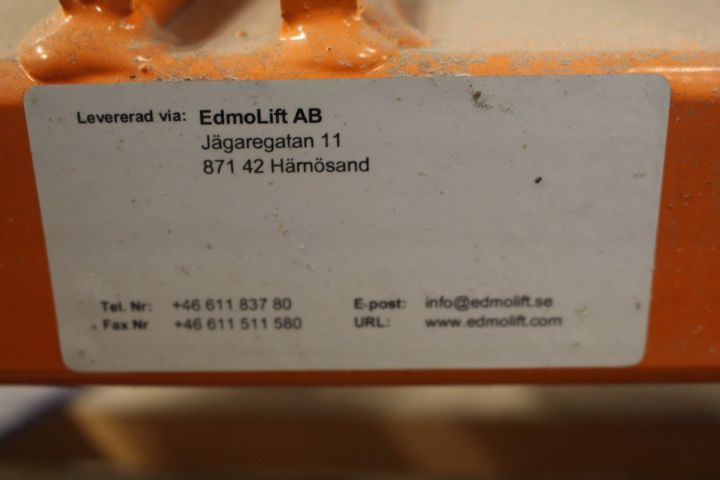 Levererad via: EdmoLift AB
Jägaregatan 11
871 42 Härnösand
Tel. Nr: +46 611 837 80 E-post: info@edmolift.se
Fax Nr +46 611 511 580 URL: www.edmolift.com